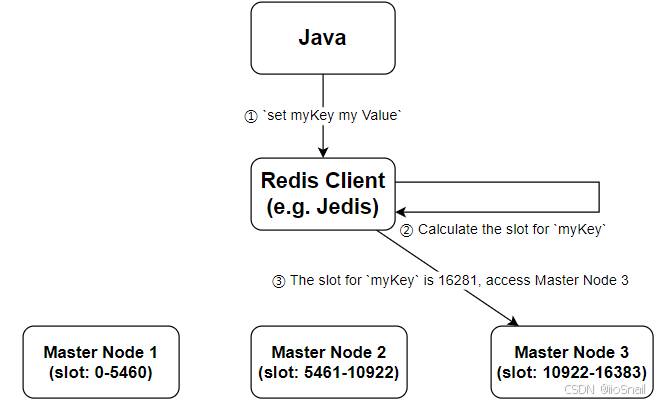 Java
① `set myKey my Value`
Redis Client
(e.g. Jedis)
② Calculate the slot for `myKey`
③ The slot for `myKey` is 16281, access Master Node 3
Master Node 1
(slot: 0-5460)
Master Node 2
(slot: 5461-10922)
Master Node 3
(slot: 10922-16383)
CSDN @iioSnail